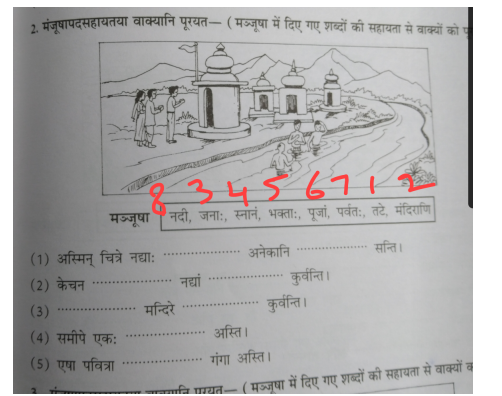 2. मंजूषापदसहायतया वाक्यानि पूरयत— ( मञ्जूषा में दिए गए शब्दों की सहायता से वाक्यों को
8 3 4 5 6 7 1 2
मञ्जूषा नदी, जनाः, स्नानं, भक्ताः, पूजां, पर्वतः, तटे, मंदिराणि
(1) अस्मिन् चित्रे नद्याः .................... अनेकानि .................... सन्ति।
(2) केचन .................... नद्यां .................... कुर्वन्ति।
(3) .................... मन्दिरे .................... कुर्वन्ति।
(4) समीपे एकः .................... अस्ति।
(5) एषा पवित्रा .................... गंगा अस्ति।
पूरयत— ( मञ्जूषा में दिए गए शब्दों की सहायता से वाक्यों